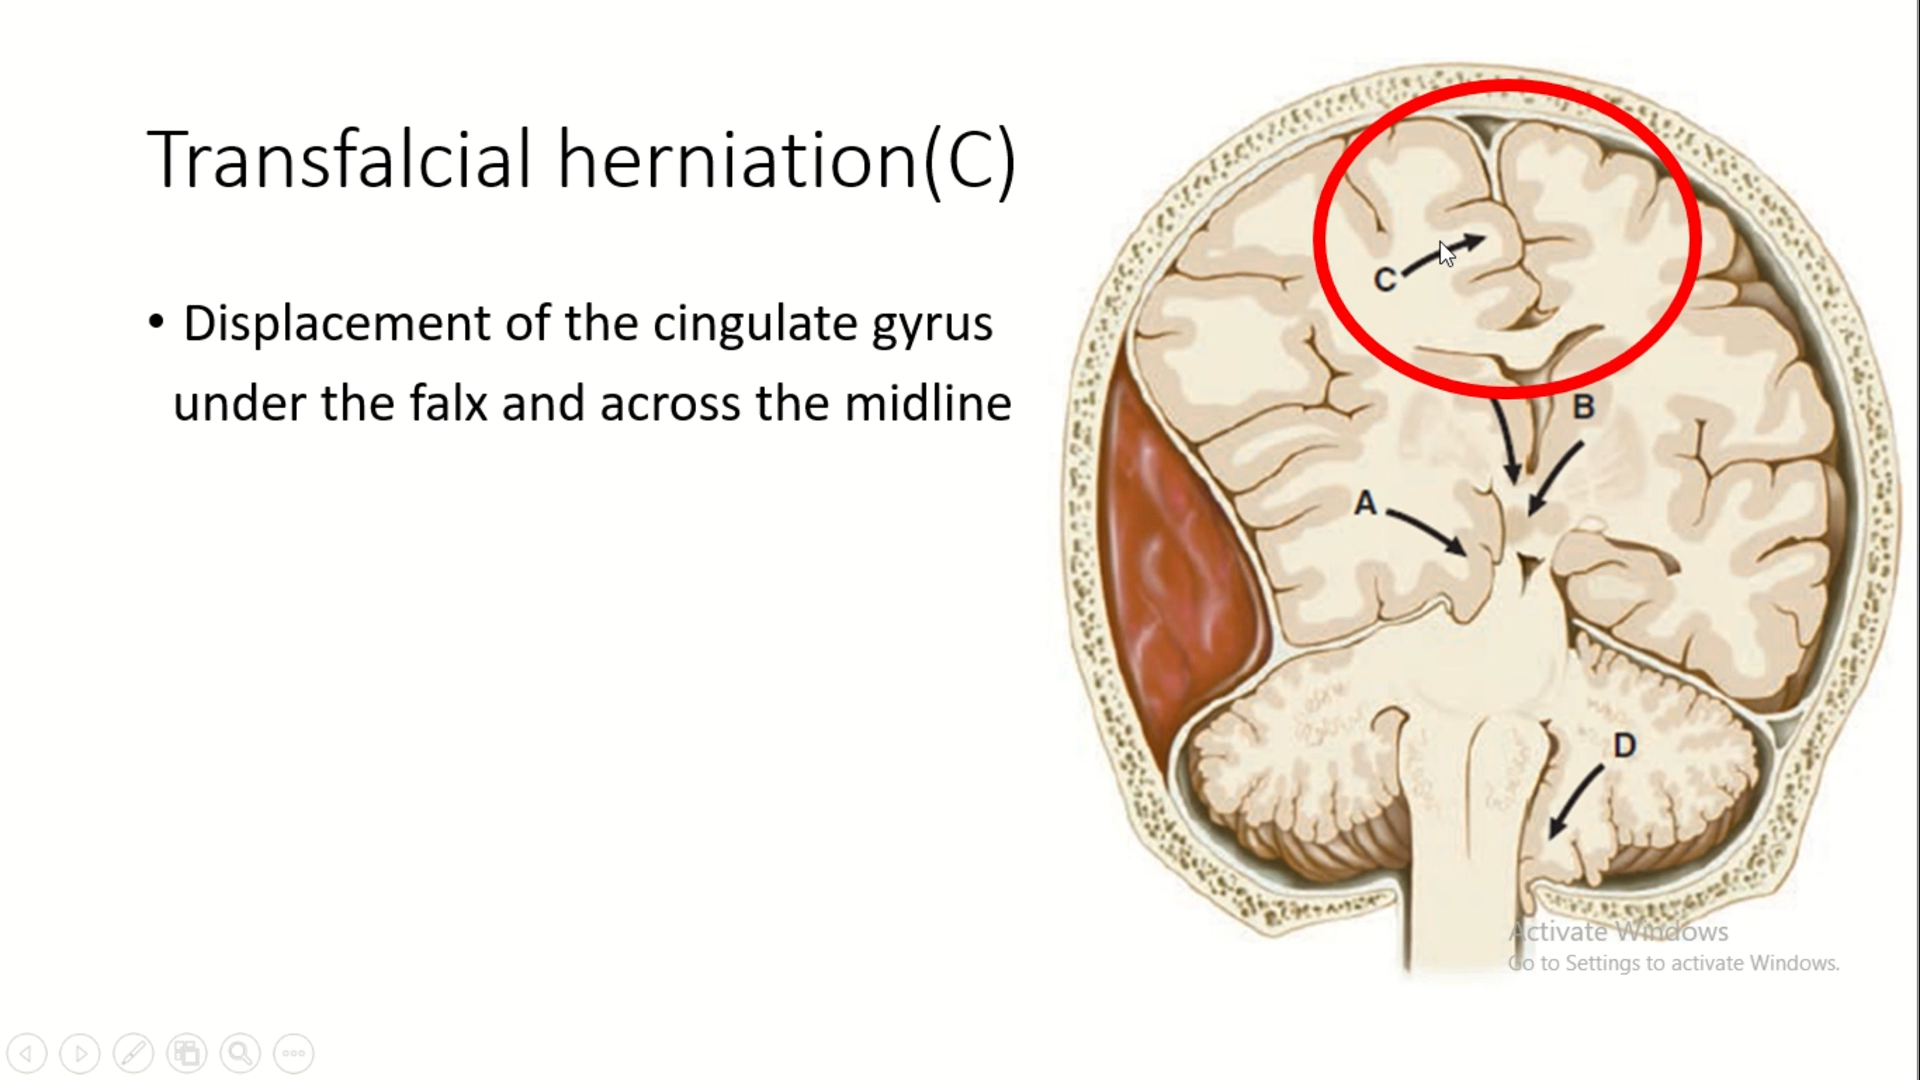 Transfalcial herniation(C)
• Displacement of the cingulate gyrus
under the falx and across the midline
C
B
A
D
Activate Windows
Go to Settings to activate Windows.